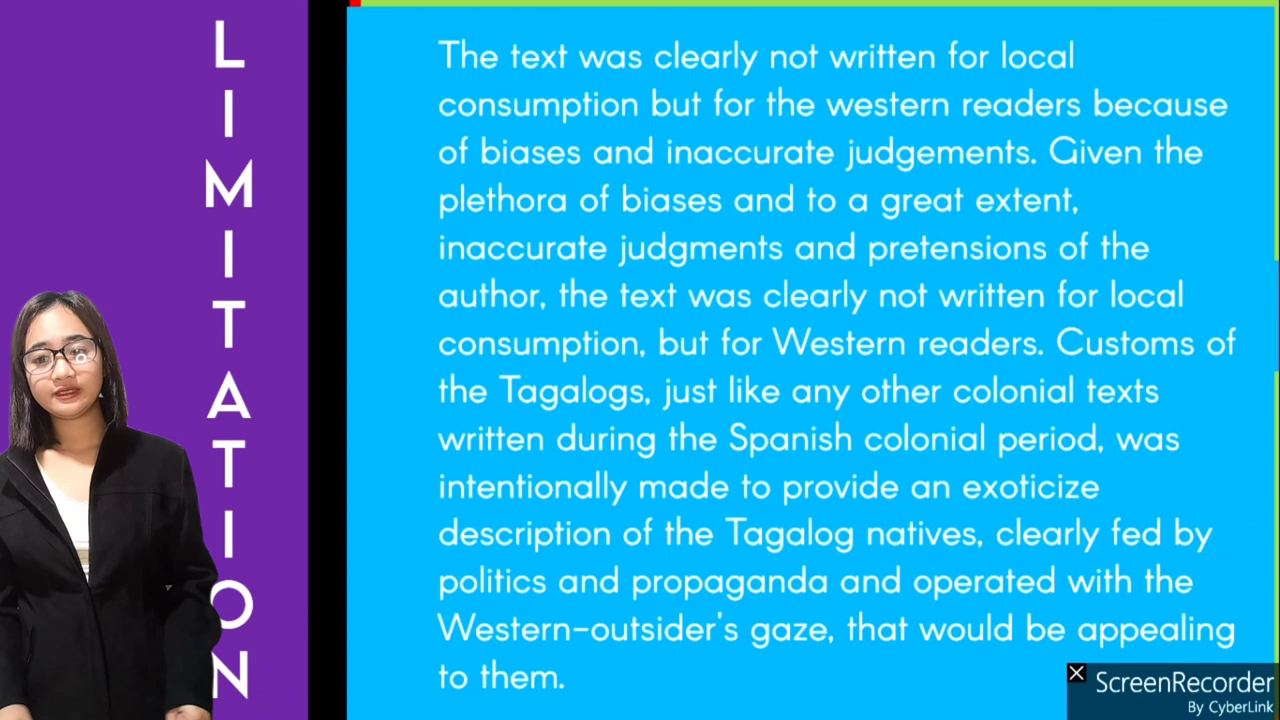 LIMITATION
The text was clearly not written for local
consumption but for the western readers because
of biases and inaccurate judgements. Given the
plethora of biases and to a great extent,
inaccurate judgments and pretensions of the
author, the text was clearly not written for local
consumption, but for Western readers. Customs of
the Tagalogs, just like any other colonial texts
written during the Spanish colonial period, was
intentionally made to provide an exoticize
description of the Tagalog natives, clearly fed by
politics and propaganda and operated with the
Western-outsider's gaze, that would be appealing
to them.
ScreenRecorder
By CyberLink